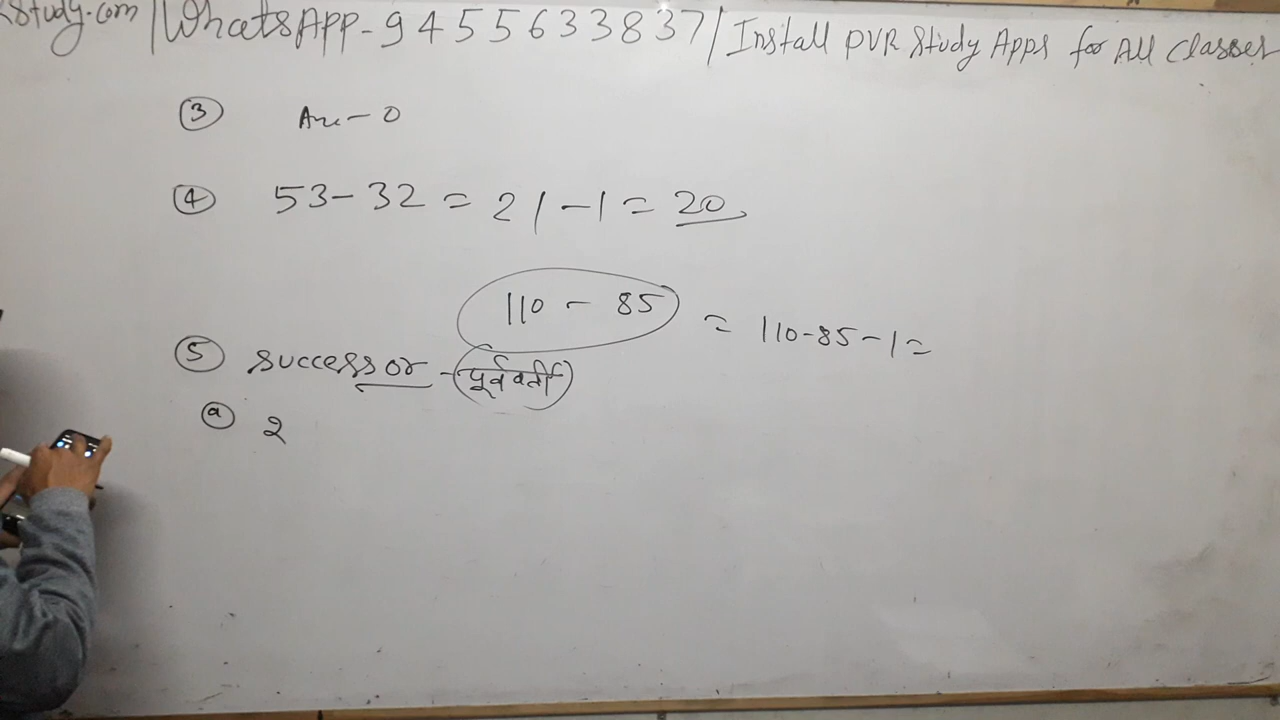 Study.com | WhatsApp - 9455633837 | Install PVR Study Apps for All Classes
③ Ans - 0
④ 53 - 32 = 21 - 1 = 20
110 - 85 = 110 - 85 - 1 =
⑤ successor - पूर्ववर्ती
ⓐ 2